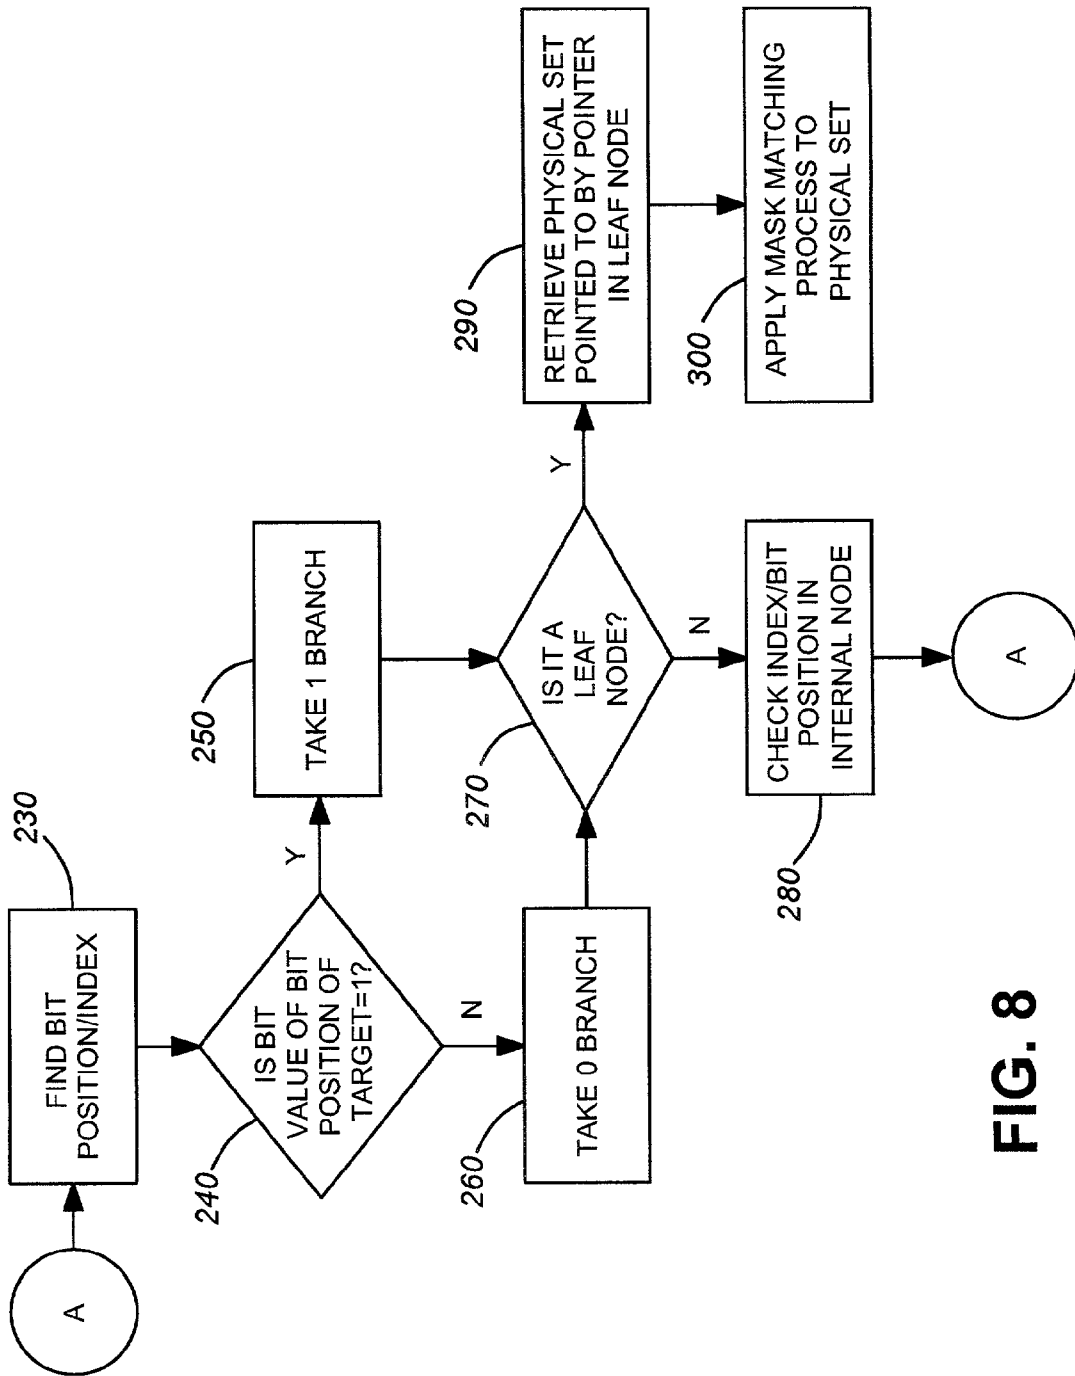 A
FIND BIT
POSITION/INDEX
230
IS BIT
VALUE OF BIT
POSITION OF
TARGET=1?
240
Y
N
TAKE 1 BRANCH
250
TAKE 0 BRANCH
260
IS IT A
LEAF
NODE?
270
Y
N
CHECK INDEX/BIT
POSITION IN
INTERNAL NODE
280
A
RETRIEVE PHYSICAL SET
POINTED TO BY POINTER
IN LEAF NODE
290
APPLY MASK MATCHING
PROCESS TO
PHYSICAL SET
300
FIG. 8